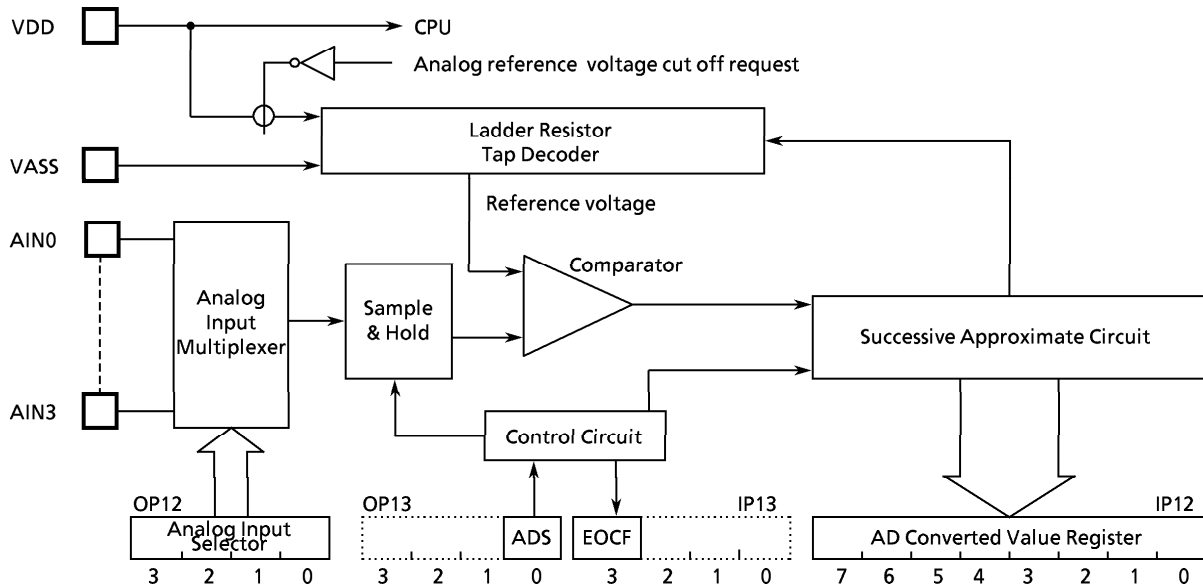 VDD
CPU
Analog reference voltage cut off request
Ladder Resistor
Tap Decoder
VASS
Reference voltage
AIN0
Comparator
Analog
Input
Multiplexer
Sample
& Hold
Successive Approximate Circuit
AIN3
Control Circuit
OP12
OP13
IP13
IP12
Analog Input
Selector
ADS
EOCF
AD Converted Value Register
3 2 1 0
3 2 1 0
3 2 1 0
7 6 5 4 3 2 1 0